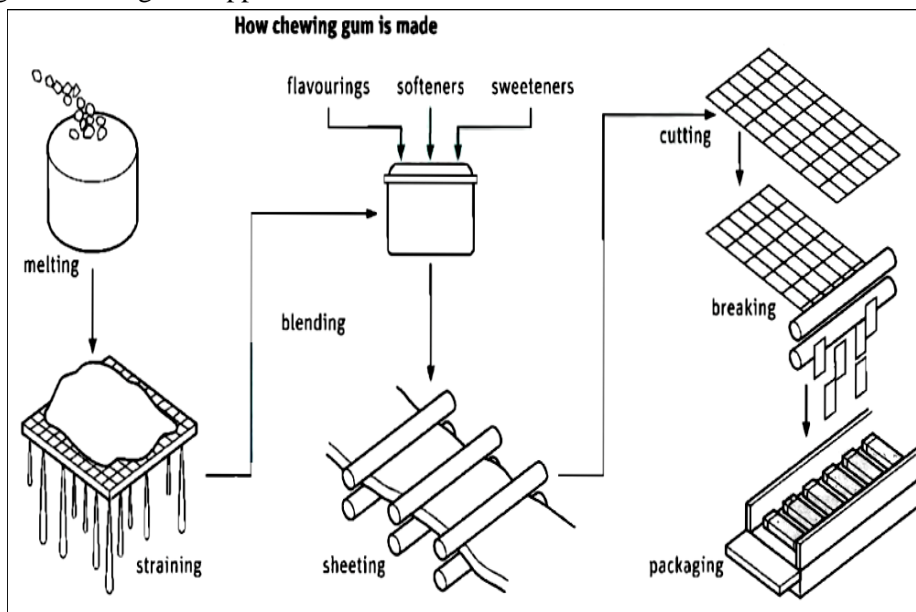 How chewing gum is made
flavourings softeners sweeteners
cutting
melting
breaking
blending
straining
sheeting
packaging